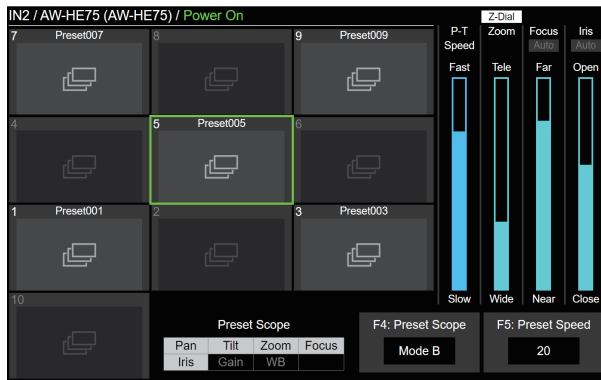 IN2 / AW-HE75 (AW-HE75) / Power On
Z-Dial
P-T Speed
Zoom
Focus
Iris
Auto
Auto
Fast
Tele
Far
Open
7 Preset007
8
9 Preset009
4
5 Preset005
6
1 Preset001
2
3 Preset003
10
Slow
Wide
Near
Close
Preset Scope
Pan Tilt Zoom Focus
Iris Gain WB
F4: Preset Scope
Mode B
F5: Preset Speed
20